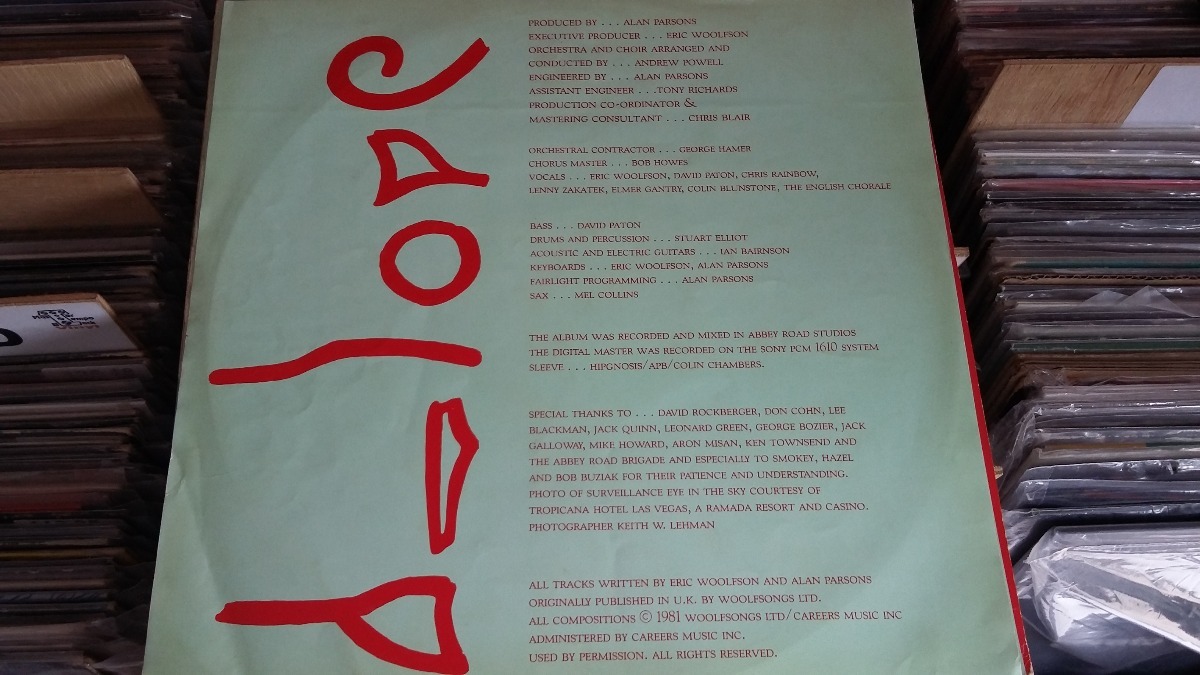 PRODUCED BY . . . ALAN PARSONS
EXECUTIVE PRODUCER . . . ERIC WOOLFSON
ORCHESTRA AND CHOIR ARRANGED AND
CONDUCTED BY . . . ANDREW POWELL
ENGINEERED BY . . . ALAN PARSONS
ASSISTANT ENGINEER . . .TONY RICHARDS
PRODUCTION CO-ORDINATOR &
MASTERING CONSULTANT . . . CHRIS BLAIR
ORCHESTRAL CONTRACTOR . . . GEORGE HAMER
CHORUS MASTER . . . BOB HOWES
VOCALS . . . ERIC WOOLFSON, DAVID PATON, CHRIS RAINBOW,
LENNY ZAKATEK, ELMER GANTRY, COLIN BLUNSTONE, THE ENGLISH CHORALE
BASS . . . DAVID PATON
DRUMS AND PERCUSSION . . . STUART ELLIOT
ACOUSTIC AND ELECTRIC GUITARS . . . IAN BAIRNSON
KEYBOARDS . . . ERIC WOOLFSON, ALAN PARSONS
FAIRLIGHT PROGRAMMING . . . ALAN PARSONS
SAX . . . MEL COLLINS
THE ALBUM WAS RECORDED AND MIXED IN ABBEY ROAD STUDIOS
THE DIGITAL MASTER WAS RECORDED ON THE SONY PCM 1610 SYSTEM
SLEEVE . . . HIPGNOSIS/APB/COLIN CHAMBERS.
SPECIAL THANKS TO . . . DAVID ROCKBERGER, DON COHN, LEE
BLACKMAN, JACK QUINN, LEONARD GREEN, GEORGE BOZIER, JACK
GALLOWAY, MIKE HOWARD, ARON MISAN, KEN TOWNSEND AND
THE ABBEY ROAD BRIGADE AND ESPECIALLY TO SMOKEY, HAZEL
AND BOB BUZIAK FOR THEIR PATIENCE AND UNDERSTANDING.
PHOTO OF SURVEILLANCE EYE IN THE SKY COURTESY OF
TROPICANA HOTEL LAS VEGAS, A RAMADA RESORT AND CASINO.
PHOTOGRAPHER KEITH W. LEHMAN
ALL TRACKS WRITTEN BY ERIC WOOLFSON AND ALAN PARSONS
ORIGINALLY PUBLISHED IN U.K. BY WOOLFSONGS LTD.
ALL COMPOSITIONS © 1981 WOOLFSONGS LTD/CAREERS MUSIC INC
ADMINISTERED BY CAREERS MUSIC INC.
USED BY PERMISSION. ALL RIGHTS RESERVED.